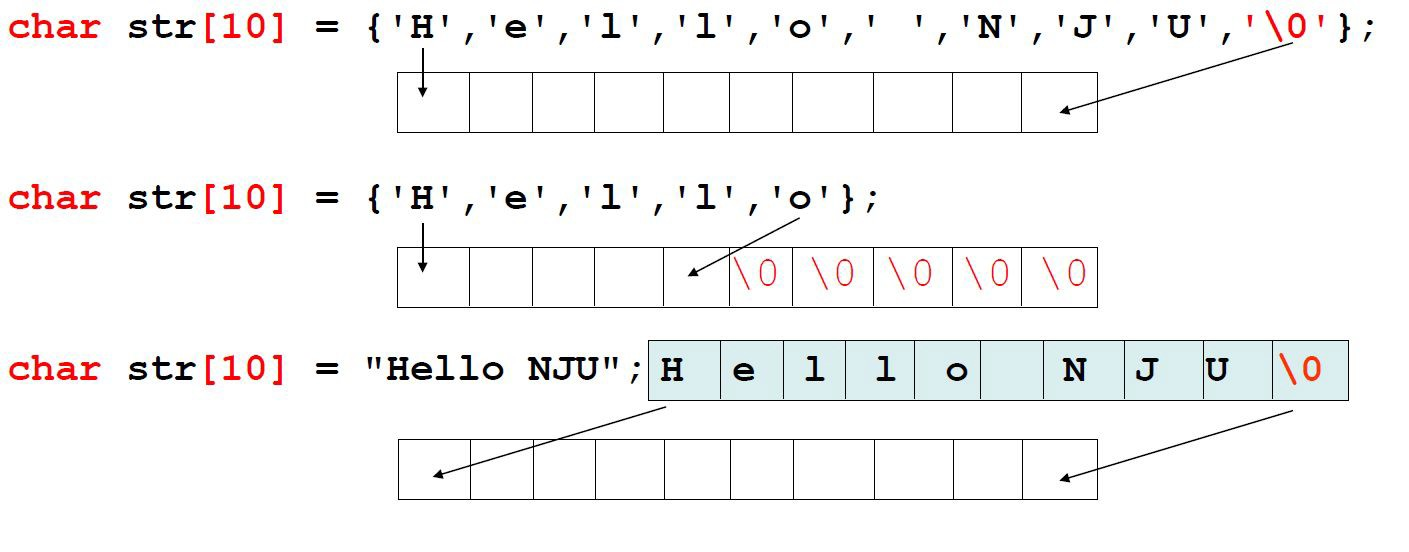 char str[10] = {'H','e','l','l','o',' ','N','J','U','\0'};
char str[10] = {'H','e','l','l','o'};
\0 \0 \0 \0 \0
char str[10] = "Hello NJU"; H e l l o N J U \0